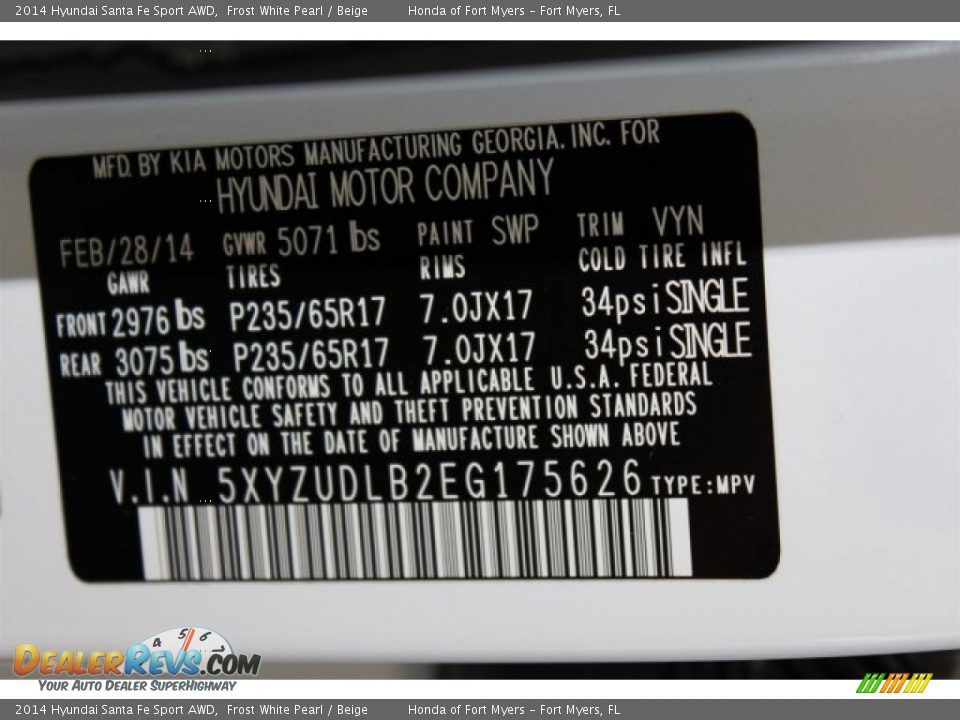 2014 Hyundai Santa Fe Sport AWD, Frost White Pearl / Beige Honda of Fort Myers - Fort Myers, FL
MFD. BY KIA MOTORS MANUFACTURING GEORGIA. INC. FOR
HYUNDAI MOTOR COMPANY
FEB/28/14 GVWR 5071 lbs PAINT SWP TRIM VYN
GAWR TIRES RIMS COLD TIRE INFL
FRONT 2976 lbs P235/65R17 7.0JX17 34psi SINGLE
REAR 3075 lbs P235/65R17 7.0JX17 34psi SINGLE
THIS VEHICLE CONFORMS TO ALL APPLICABLE U.S.A. FEDERAL
MOTOR VEHICLE SAFETY AND THEFT PREVENTION STANDARDS
IN EFFECT ON THE DATE OF MANUFACTURE SHOWN ABOVE
V.I.N 5XYZUDLB2EG175626 TYPE:MPV
4 5 6 7
DEALERREVS.COM
YOUR AUTO DEALER SUPERHIGHWAY
2014 Hyundai Santa Fe Sport AWD, Frost White Pearl / Beige Honda of Fort Myers - Fort Myers, FL